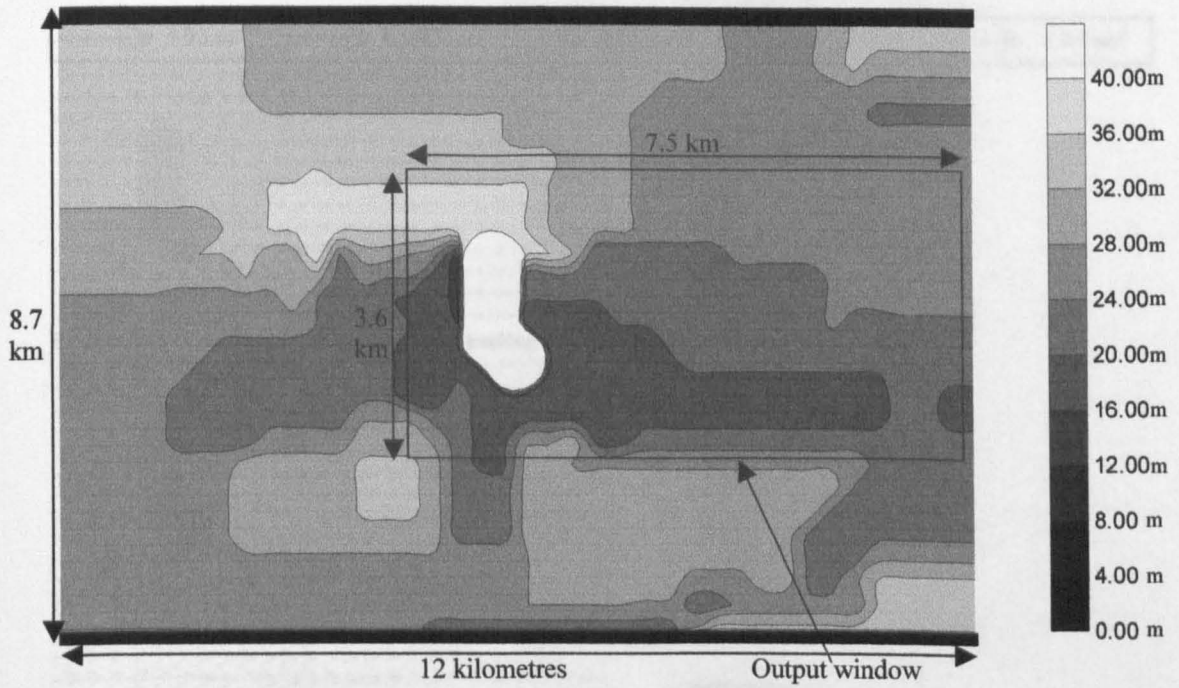 40.00m
36.00m
32.00m
28.00m
24.00m
20.00m
16.00m
12.00m
8.00 m
4.00 m
0.00 m
7.5 km
3.6
km
8.7
km
12 kilometres
Output window